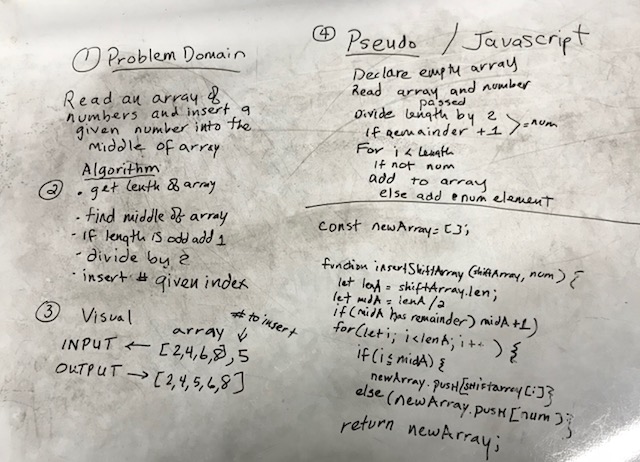 ① Problem Domain
Read an array of
numbers and insert a
given number into the
middle of array
Algorithm
② • get lenth of array
• find middle of array
- if length is odd add 1
- divide by 2
• insert # given index
③ Visual
# to insert
array
INPUT ← [2,4,6,8], 5
OUTPUT → [2,4,5,6,8]
④ Pseudo / Javascript
Declare empty array
Read array and number
passed
Divide length by 2
if remainder +1 > = num
For i < length
if not num
add to array
else add num element
const newArray = [];
function insertShiftArray (shiftArray, num) {
let lenA = shiftArray.len;
let midA = lenA / 2
if (midA has remainder) midA + 1)
for (let i; i < lenA; i++) {
if (i ≤ midA) {
newArray.push[shiftarray[i]}
else (newArray.push[num]}
return newArray;